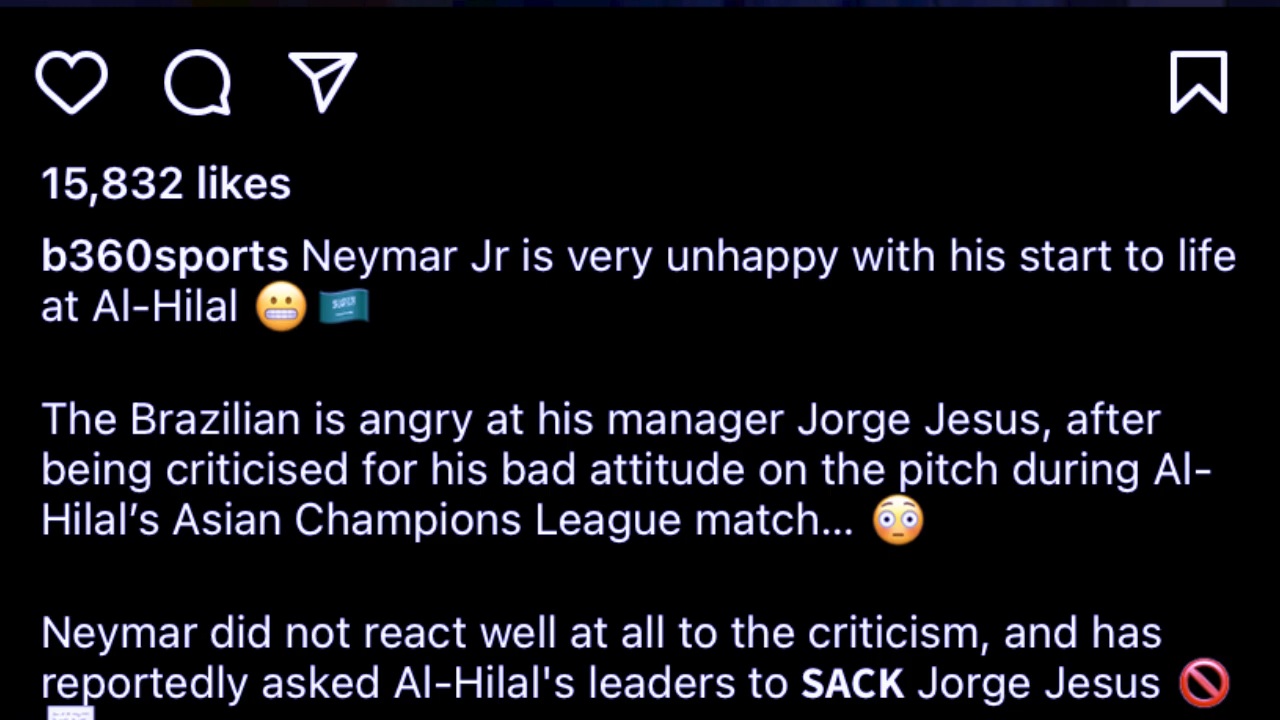 15,832 likes
b360sports Neymar Jr is very unhappy with his start to life
at Al-Hilal 😬🇸🇦
The Brazilian is angry at his manager Jorge Jesus, after
being criticised for his bad attitude on the pitch during Al-
Hilal’s Asian Champions League match... 😳
Neymar did not react well at all to the criticism, and has
reportedly asked Al-Hilal's leaders to SACK Jorge Jesus 🚫